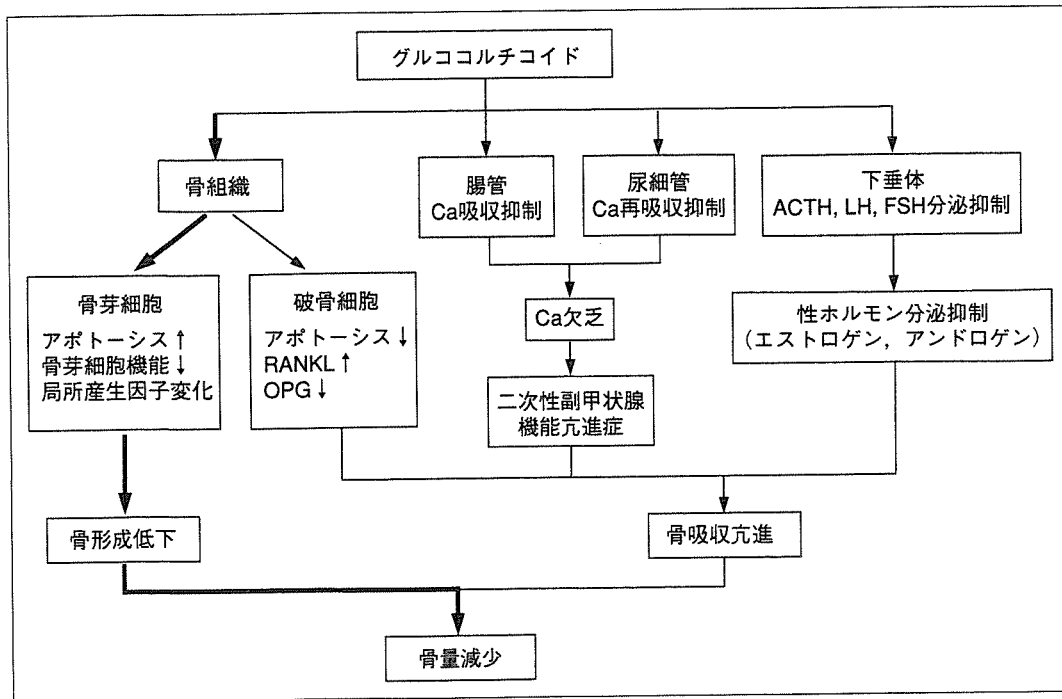 グルココルチコイド
骨組織
腸管
Ca吸収抑制
尿細管
Ca再吸収抑制
下垂体
ACTH, LH, FSH分泌抑制
骨芽細胞
アポトーシス↑
骨芽細胞機能↓
局所産生因子変化
破骨細胞
アポトーシス↓
RANKL↑
OPG↓
Ca欠乏
性ホルモン分泌抑制
(エストロゲン,アンドロゲン)
二次性副甲状腺
機能亢進症
骨形成低下
骨吸収亢進
骨量減少